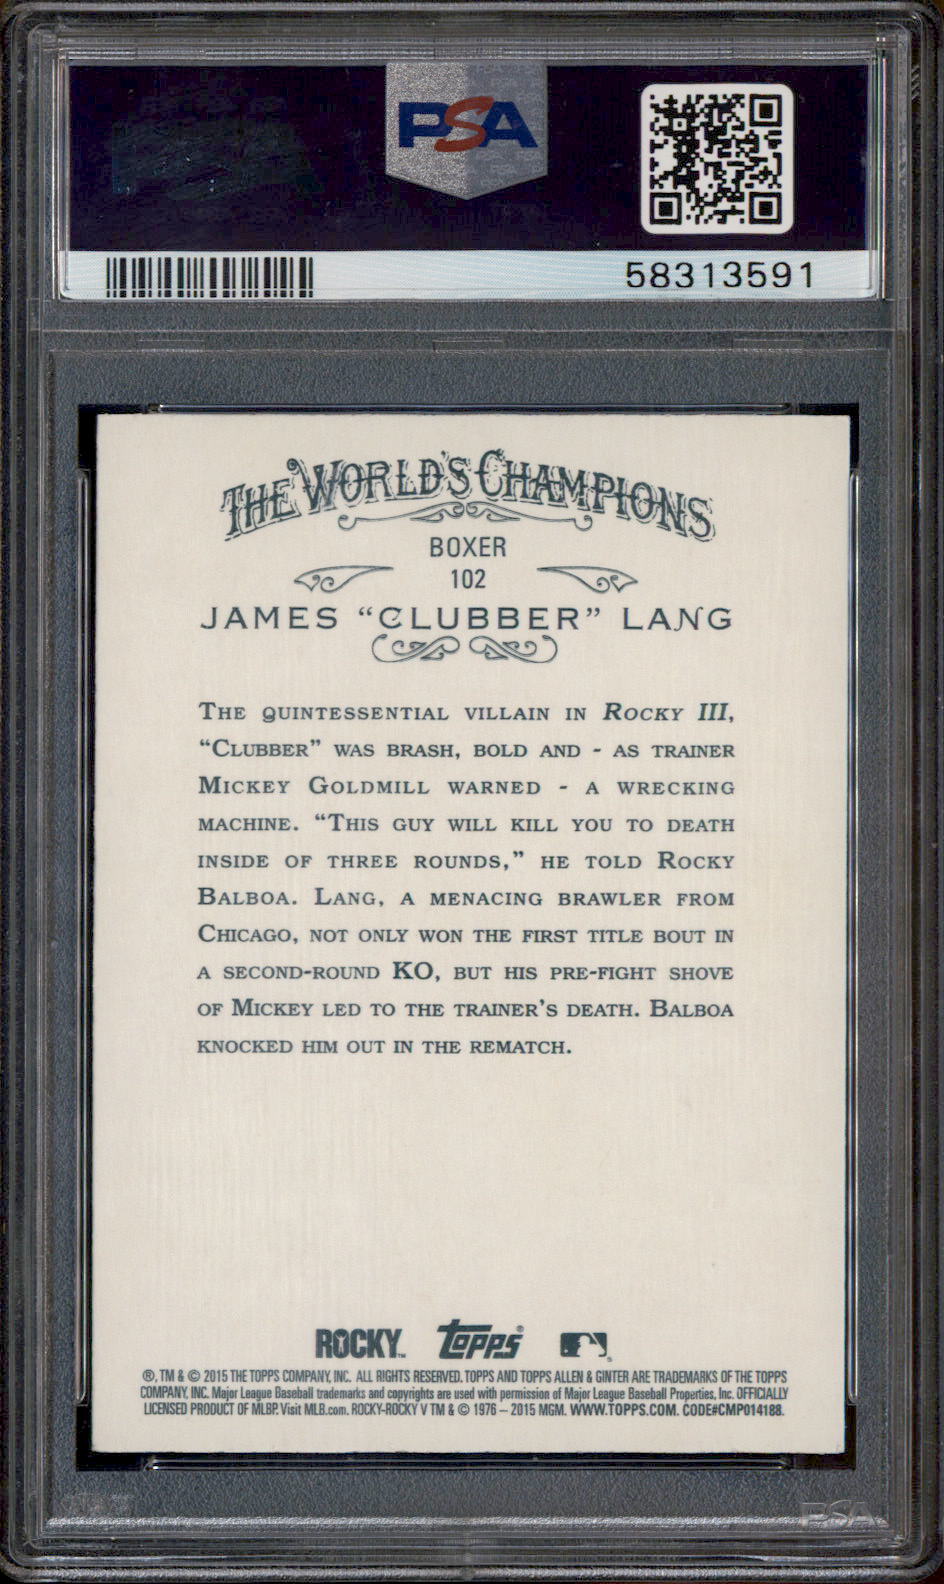 PSA
58313591
THE WORLD'S CHAMPIONS
BOXER
102
JAMES “CLUBBER” LANG
THE QUINTESSENTIAL VILLAIN IN ROCKY III,
“CLUBBER” WAS BRASH, BOLD AND - AS TRAINER
MICKEY GOLDMILL WARNED - A WRECKING
MACHINE. “THIS GUY WILL KILL YOU TO DEATH
INSIDE OF THREE ROUNDS,” HE TOLD ROCKY
BALBOA. LANG, A MENACING BRAWLER FROM
CHICAGO, NOT ONLY WON THE FIRST TITLE BOUT IN
A SECOND-ROUND KO, BUT HIS PRE-FIGHT SHOVE
OF MICKEY LED TO THE TRAINER’S DEATH. BALBOA
KNOCKED HIM OUT IN THE REMATCH.
ROCKY™ TOPPS®
®, TM & © 2015 THE TOPPS COMPANY, INC. ALL RIGHTS RESERVED. TOPPS AND TOPPS ALLEN & GINTER ARE TRADEMARKS OF THE TOPPS
COMPANY, INC. Major League Baseball trademarks and copyrights are used with permission of Major League Baseball Properties, Inc. OFFICIALLY
LICENSED PRODUCT OF MLBP. Visit MLB.com. ROCKY-ROCKY V TM & © 1976 – 2015 MGM. WWW.TOPPS.COM. CODE#CMP014188.
PSA